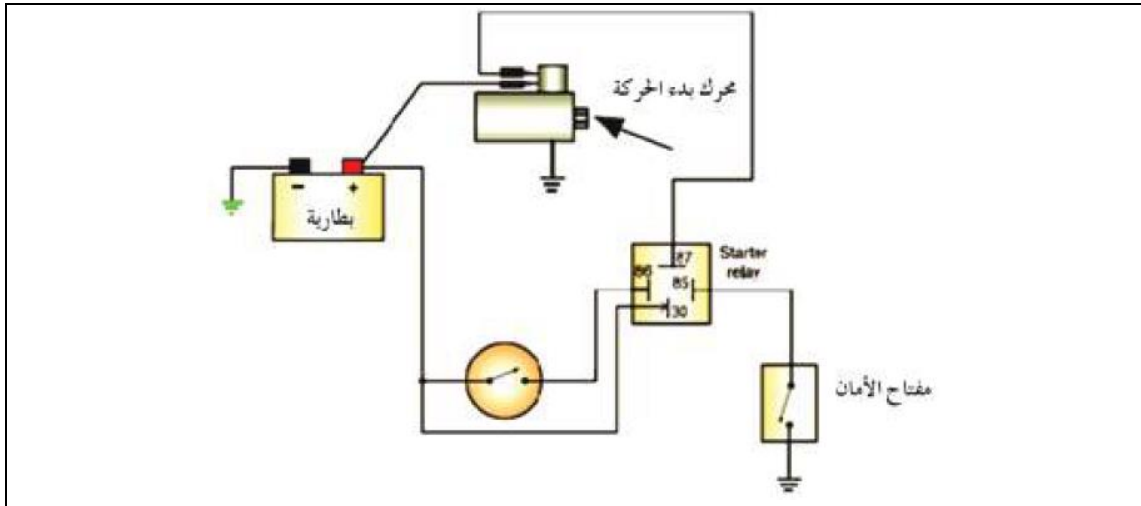 محرك بدء الحركة
- +
بطارية
Starter
relay
87
86
85
30
مفتاح الأمان